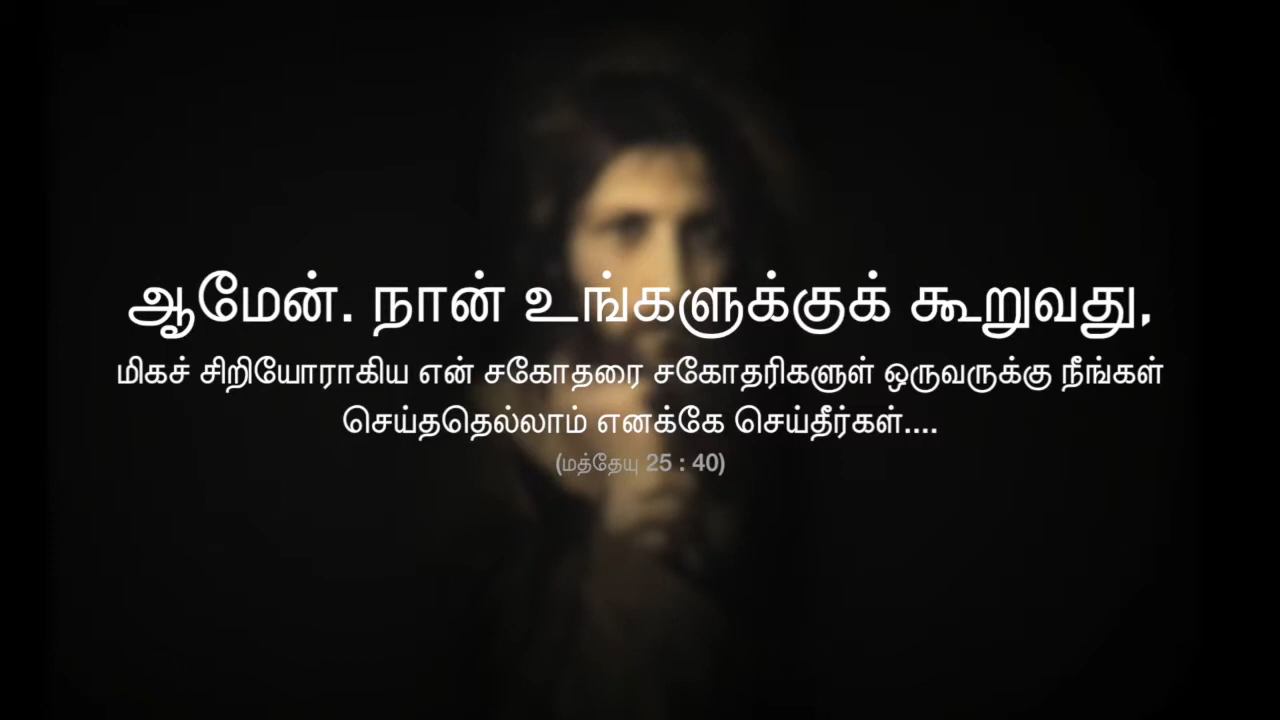 ஆமேன். நான் உங்களுக்குக் கூறுவது,
மிகச் சிறியோராகிய என் சகோதரை சகோதரிகளுள் ஒருவருக்கு நீங்கள்
செய்ததெல்லாம் எனக்கே செய்தீர்கள்....
(மத்தேயு 25 : 40)